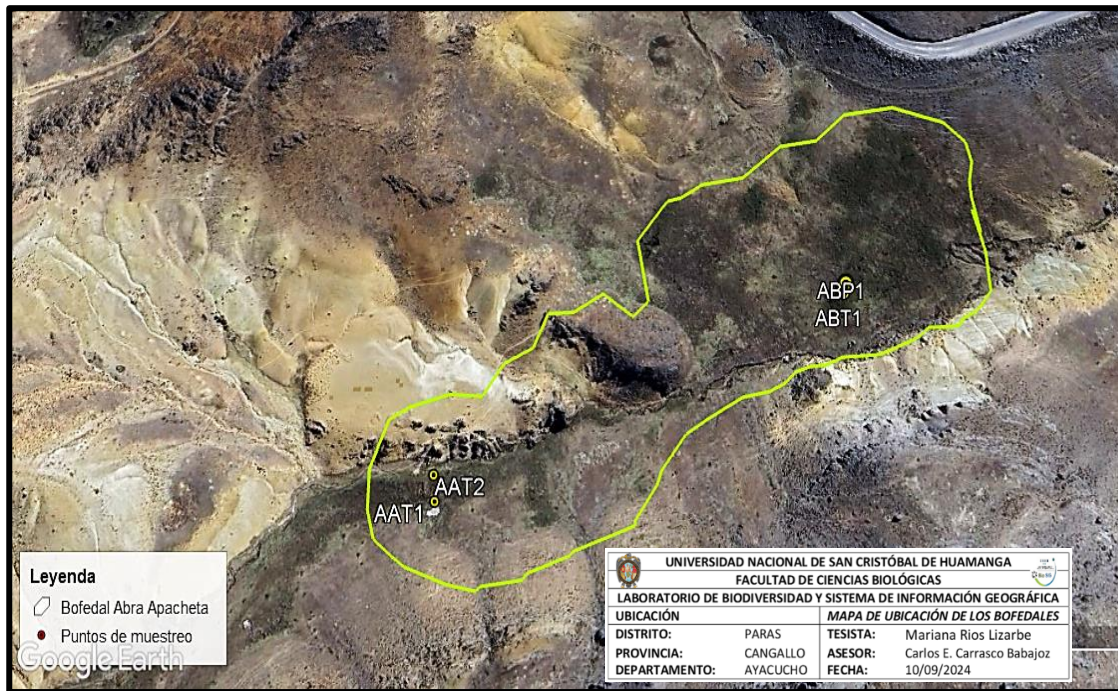 ABP1
ABT1
AAT2
AAT1
Leyenda
Bofedal Abra Apacheta
Puntos de muestreo
Google Earth
UNIVERSIDAD NACIONAL DE SAN CRISTÓBAL DE HUAMANGA
FACULTAD DE CIENCIAS BIOLÓGICAS
LABORATORIO DE BIODIVERSIDAD Y SISTEMA DE INFORMACIÓN GEOGRÁFICA
UBICACIÓN MAPA DE UBICACIÓN DE LOS BOFEDALES
DISTRITO: PARAS TESISTA: Mariana Rios Lizarbe
PROVINCIA: CANGALLO ASESOR: Carlos E. Carrasco Babajoz
DEPARTAMENTO: AYACUCHO FECHA: 10/09/2024